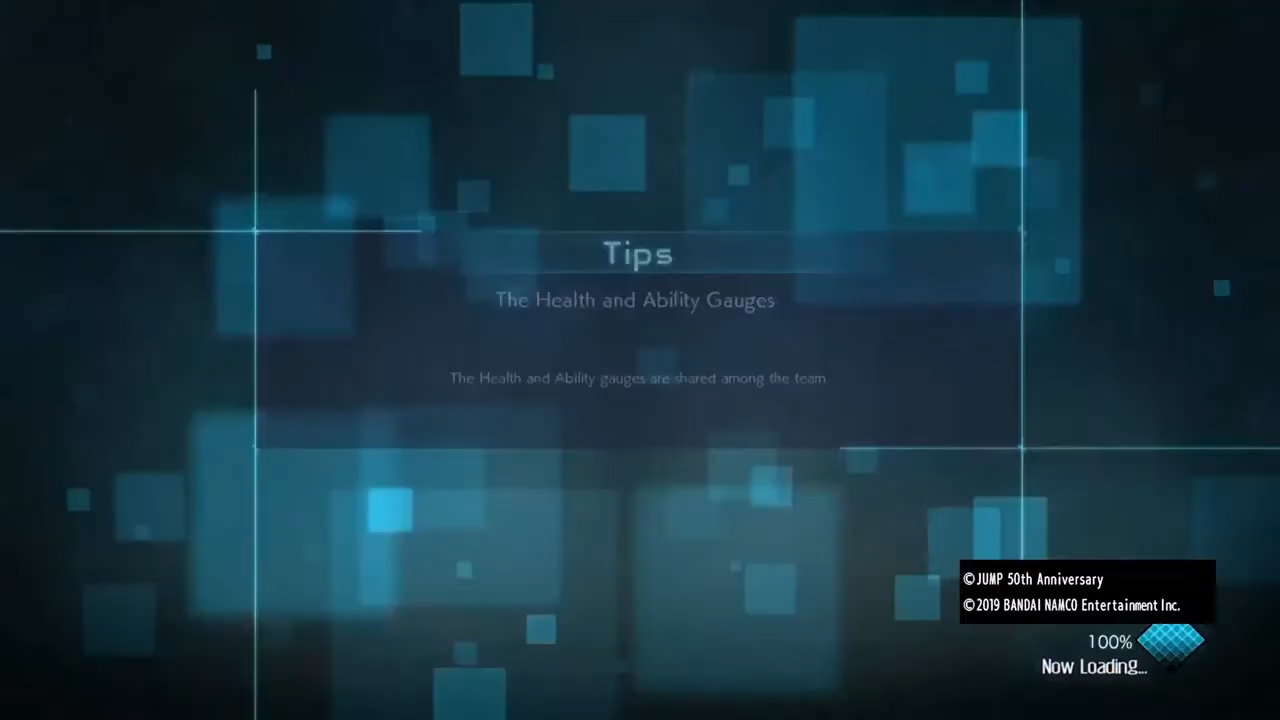 Tips
The Health and Ability Gauges
The Health and Ability gauges are shared among the team.
©JUMP 50th Anniversary
©2019 BANDAI NAMCO Entertainment Inc.
100%
Now Loading...